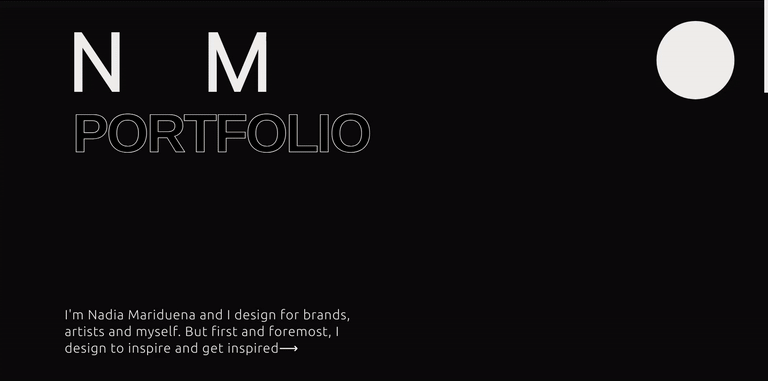 N M
PORTFOLIO
I'm Nadia Mariduena and I design for brands,
artists and myself. But first and foremost, I
design to inspire and get inspired⟶